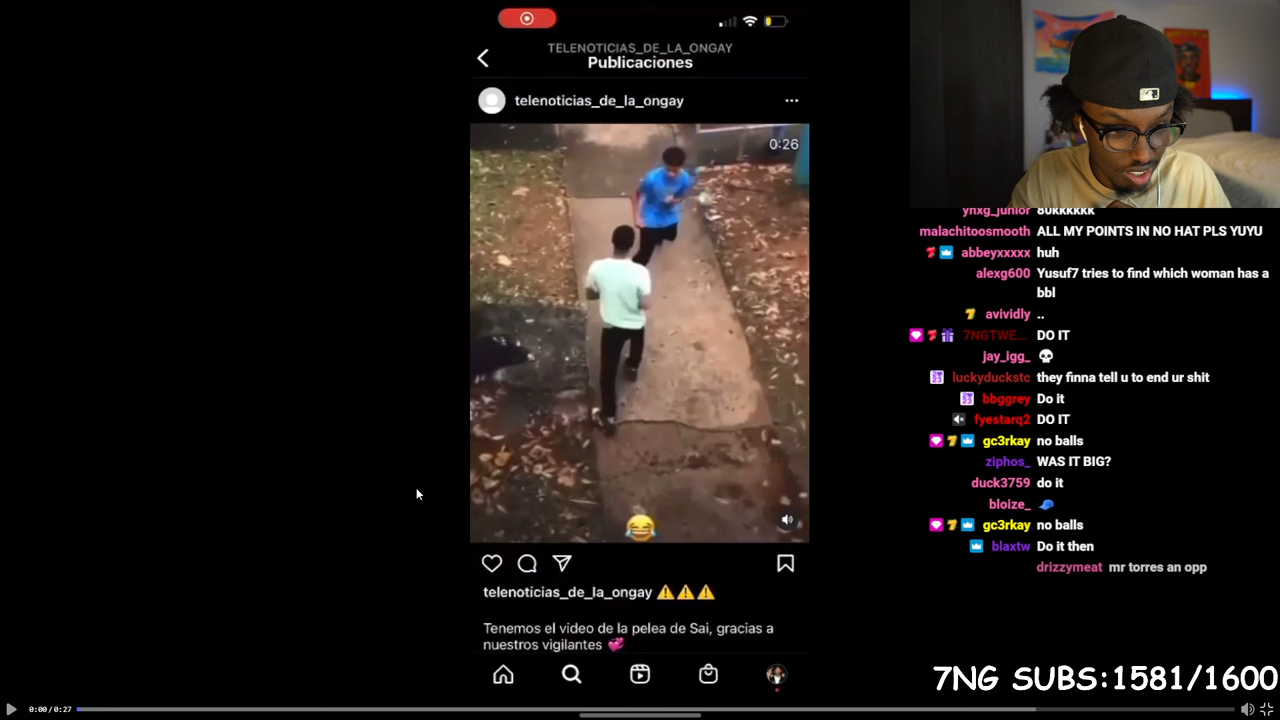 TELENOTICIAS_DE_LA_ONGAY
Publicaciones
telenoticias_de_la_ongay
0:26
telenoticias_de_la_ongay ⚠️⚠️⚠️
Tenemos el video de la pelea de Sai, gracias a
nuestros vigilantes 💞
ynxg_junior 80kkkkkk
malachitoosmooth ALL MY POINTS IN NO HAT PLS YUYU
abbeyxxxxx huh
alexg600 Yusuf7 tries to find which woman has a
bbl
avividly ..
7NGTWE... DO IT
jay_igg_ 💀
luckyduckstc they finna tell u to end ur shit
bbggrey Do it
fyestarq2 DO IT
gc3rkay no balls
ziphos_ WAS IT BIG?
duck3759 do it
bloize_ 🧢
gc3rkay no balls
blaxtw Do it then
drizzymeat mr torres an opp
7NG SUBS:1581/1600
0:00/0:27